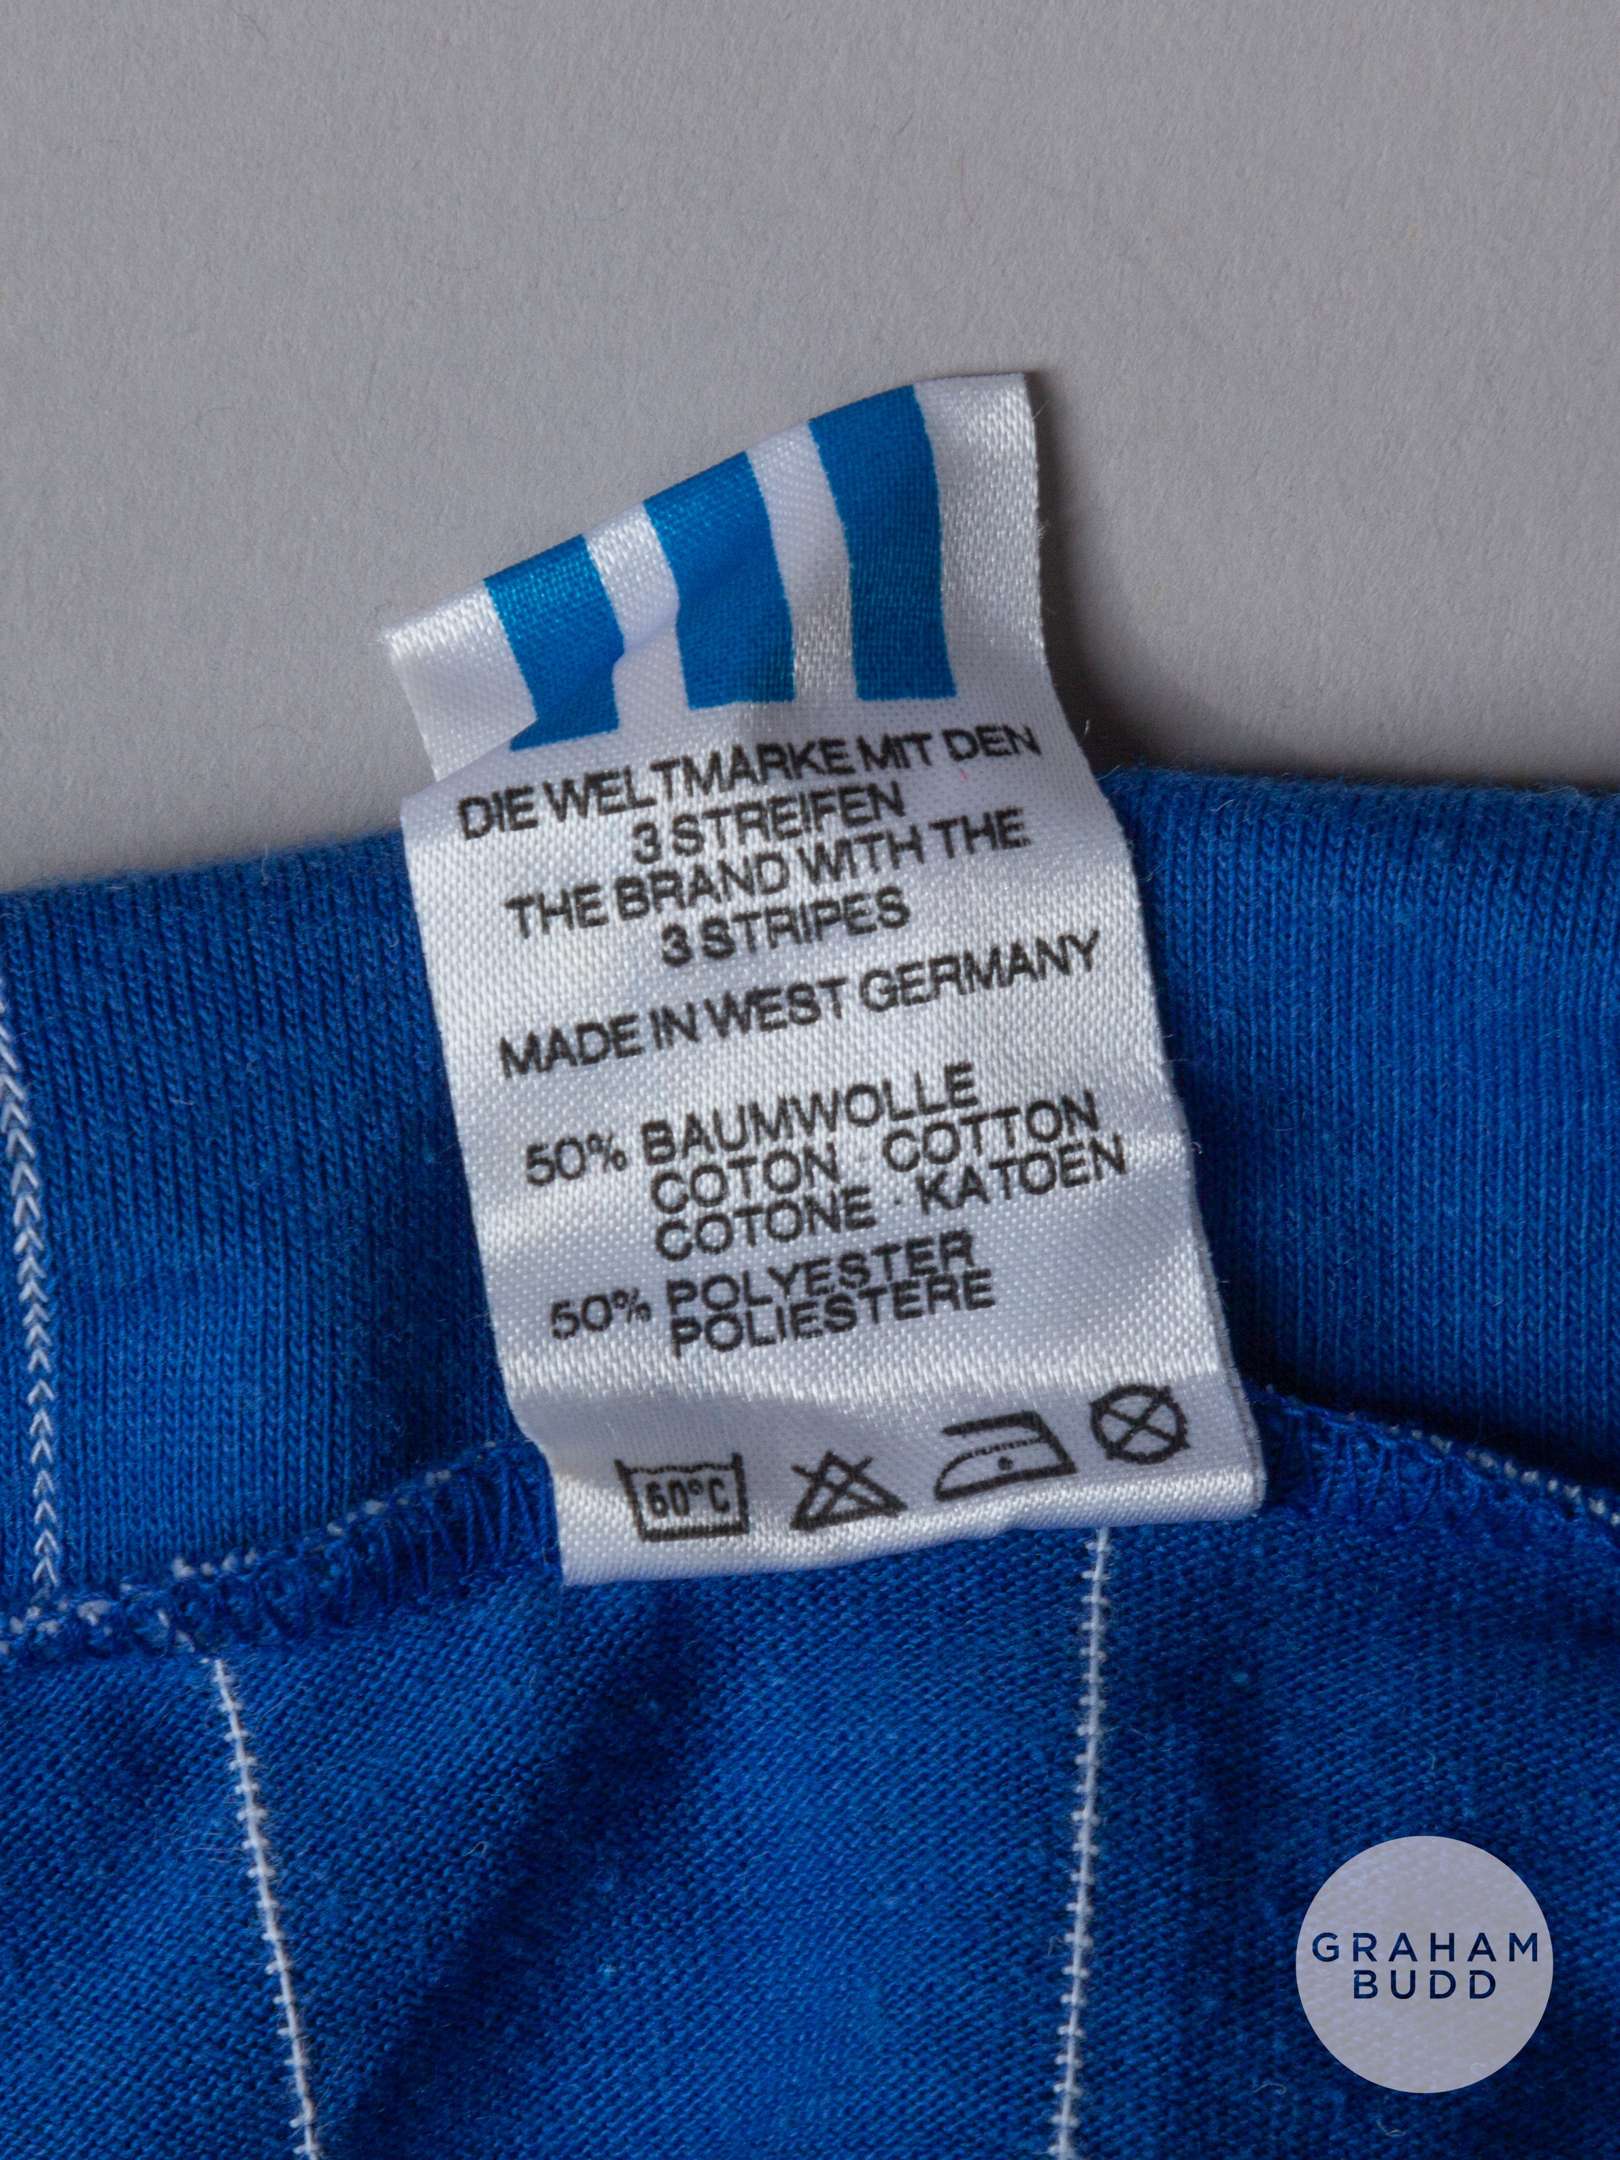 DIE WELTMARKE MIT DEN
3 STREIFEN
THE BRAND WITH THE
3 STRIPES
MADE IN WEST GERMANY
50% BAUMWOLLE
COTON · COTTON
COTONE · KATOEN
50% POLYESTER
POLIESTERE
60°C
GRAHAM
BUDD